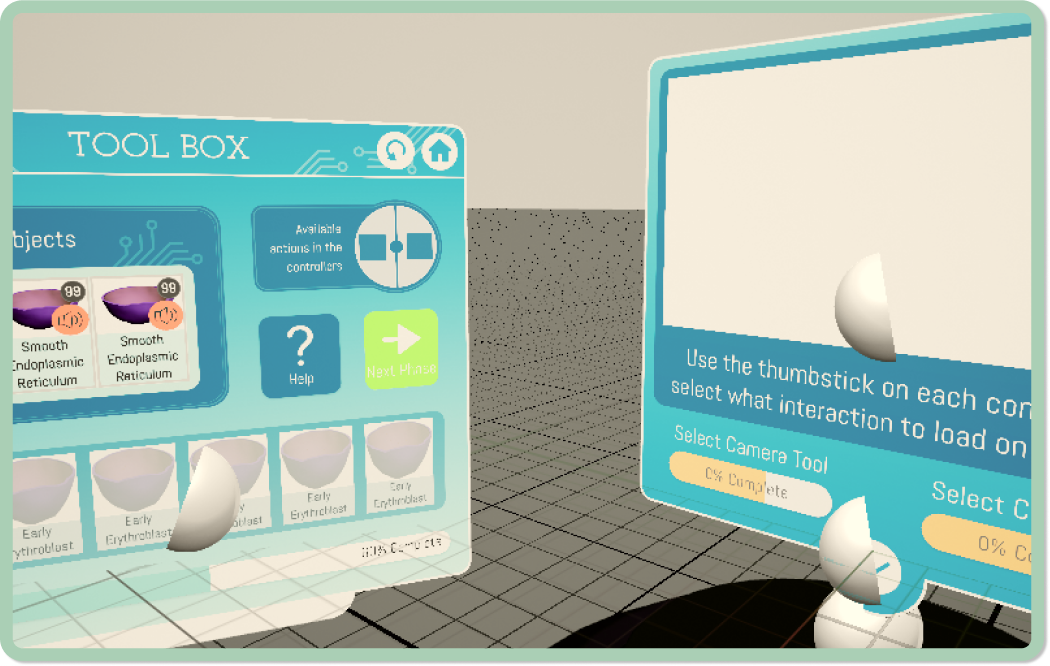 TOOL BOX
bjects
Available
actions in the
controllers
99
99
Smooth
Endoplasmic
Reticulum
Smooth
Endoplasmic
Reticulum
?
Help
Next Phase
Early
Erythroblast
Early
Erythroblast
Early
Early
Erythroblast
Early
Erythroblast
Complete
Use the thumbstick on each con
select what interaction to load on
Select Camera Tool
0% Complete
Select C
0% Co